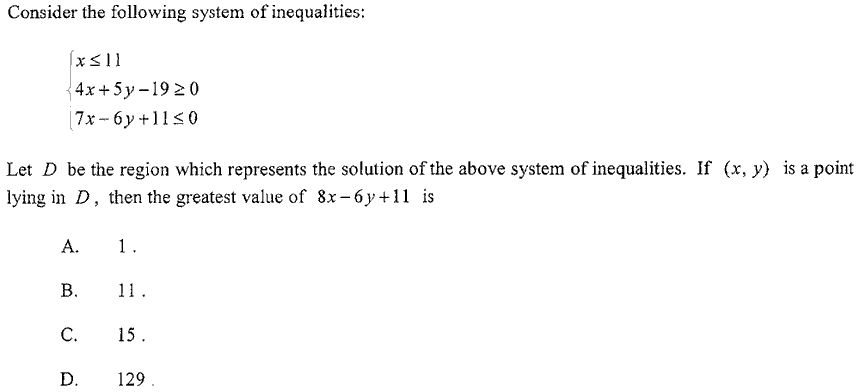 Consider the following system of inequalities:
x ≤ 11
4x + 5y − 19 ≥ 0
7x − 6y + 11 ≤ 0
Let D be the region which represents the solution of the above system of inequalities. If (x, y) is a point
lying in D, then the greatest value of 8x − 6y + 11 is
A. 1.
B. 11.
C. 15.
D. 129.